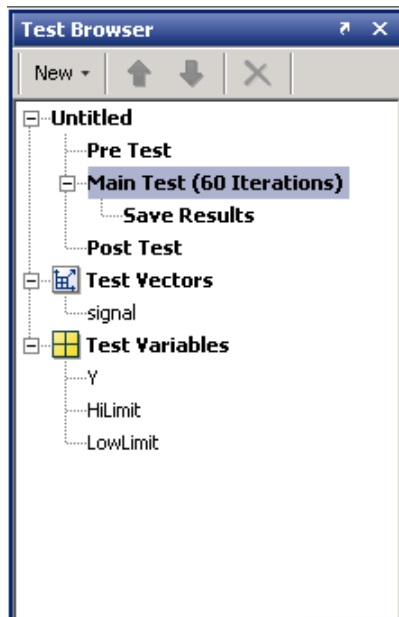 Test Browser
New
Untitled
Pre Test
Main Test (60 Iterations)
Save Results
Post Test
Test Vectors
signal
Test Variables
Y
HiLimit
LowLimit